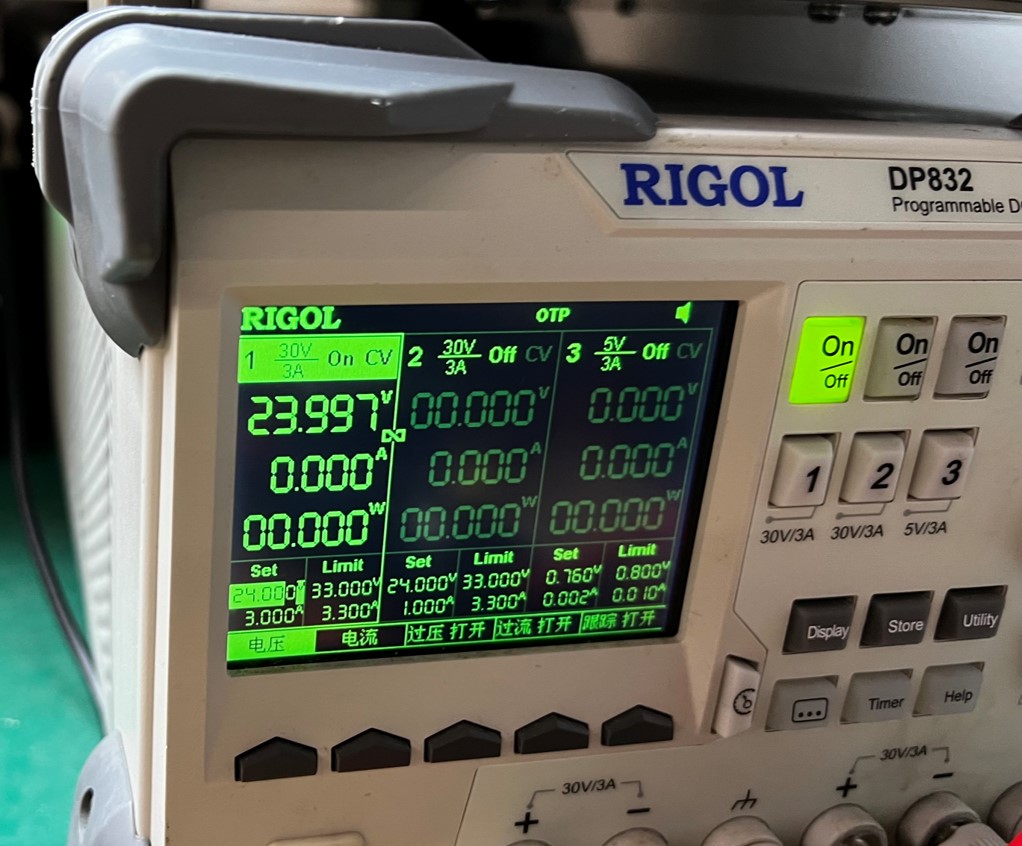 RIGOL
DP832
Programmable D
RIGOL OTP
1 30V/3A On CV 2 30V/3A Off CV 3 5V/3A Off CV
23.997V 00.000V 0.000V
0.000A 0.000A 0.000A
00.000W 00.000W 00.000W
Set Limit Set Limit Set Limit
24.000V 33.000V 24.000V 33.000V 0.760V 0.800V
3.000A 3.300A 1.000A 3.300A 0.002A 0.010A
电压 电流 过压 打开 过流 打开 跟踪 打开
On/Off On/Off On/Off
1 2 3
30V/3A 30V/3A 5V/3A
Display Store Utility
Timer Help
30V/3A 30V/3A
+ − + −